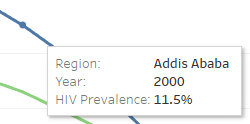 Region: Addis Ababa
Year: 2000
HIV Prevalence: 11.5%